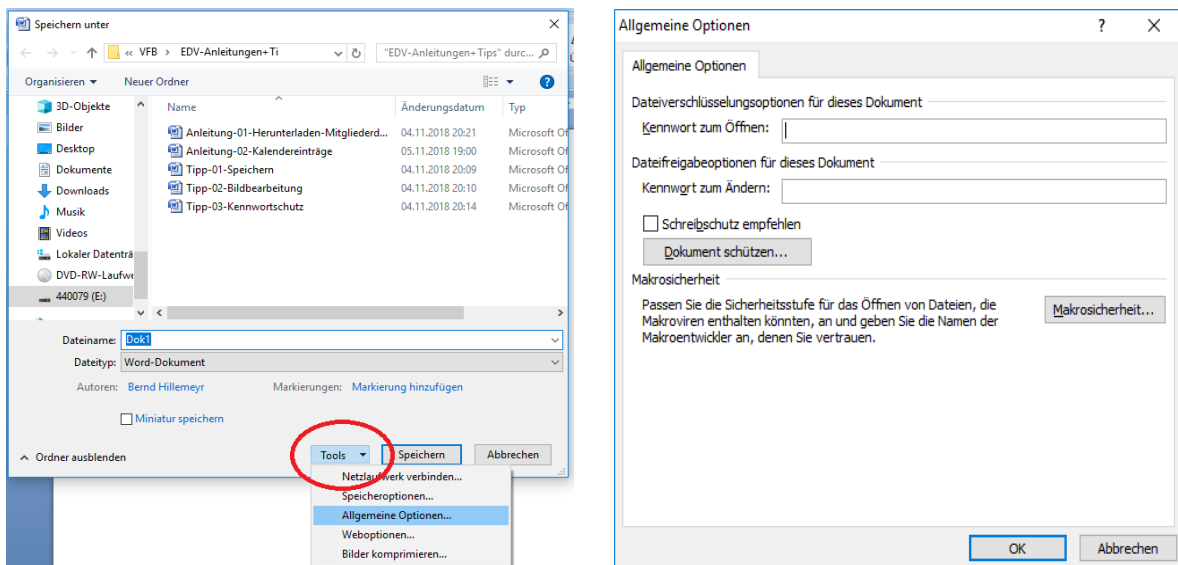 Speichern unter
« VFB > EDV-Anleitungen+Ti
"EDV-Anleitungen+Tips" durc...
Organisieren
Neuer Ordner
3D-Objekte
Bilder
Desktop
Dokumente
Downloads
Musik
Videos
Lokaler Datenträ
DVD-RW-Laufwe
440079 (E:)
Name Änderungsdatum Typ
Anleitung-01-Herunterladen-Mitgliederd... 04.11.2018 20:21 Microsoft Of
Anleitung-02-Kalendereinträge 05.11.2018 19:00 Microsoft Of
Tipp-01-Speichern 04.11.2018 20:09 Microsoft Of
Tipp-02-Bildbearbeitung 04.11.2018 20:10 Microsoft Of
Tipp-03-Kennwortschutz 04.11.2018 20:14 Microsoft Of
Dateiname: Dok1
Dateityp: Word-Dokument
Autoren: Bernd Hillemeyr Markierungen: Markierung hinzufügen
Miniatur speichern
Ordner ausblenden
Tools Speichern Abbrechen
Netzlaufwerk verbinden...
Speicheroptionen...
Allgemeine Optionen...
Weboptionen...
Bilder komprimieren...
Allgemeine Optionen ?
Allgemeine Optionen
Dateiverschlüsselungsoptionen für dieses Dokument
Kennwort zum Öffnen:
Dateifreigabeoptionen für dieses Dokument
Kennwort zum Ändern:
Schreibschutz empfehlen
Dokument schützen...
Makrosicherheit
Passen Sie die Sicherheitsstufe für das Öffnen von Dateien, die
Makroviren enthalten könnten, an und geben Sie die Namen der
Makroentwickler an, denen Sie vertrauen.
Makrosicherheit...
OK Abbrechen